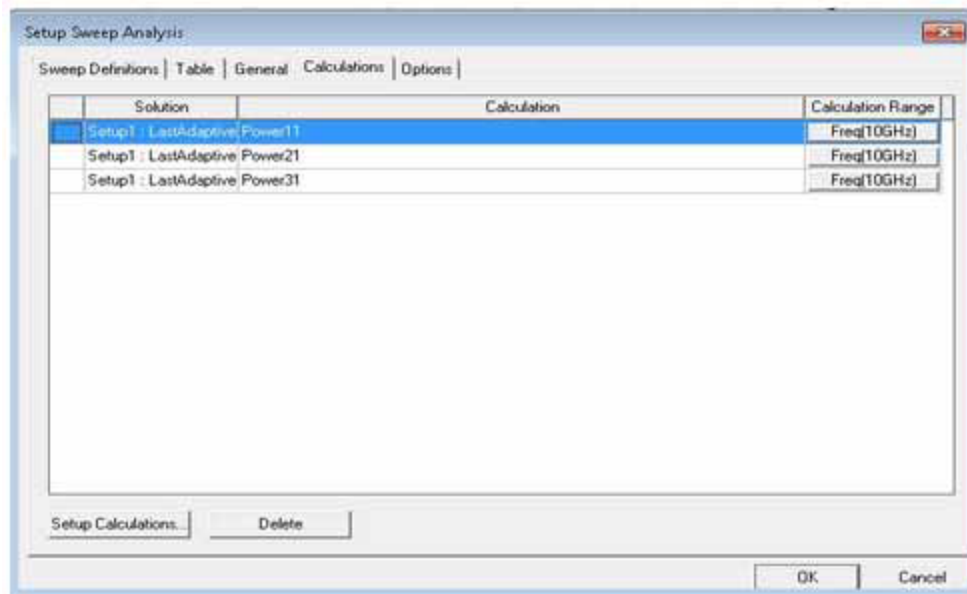 Setup Sweep Analysis
Sweep Definitions | Table | General | Calculations | Options |
Solution Calculation Calculation Range
Setup1 : LastAdaptive Power11 Freq(10GHz)
Setup1 : LastAdaptive Power21 Freq(10GHz)
Setup1 : LastAdaptive Power31 Freq(10GHz)
Setup Calculations... Delete
OK Cancel